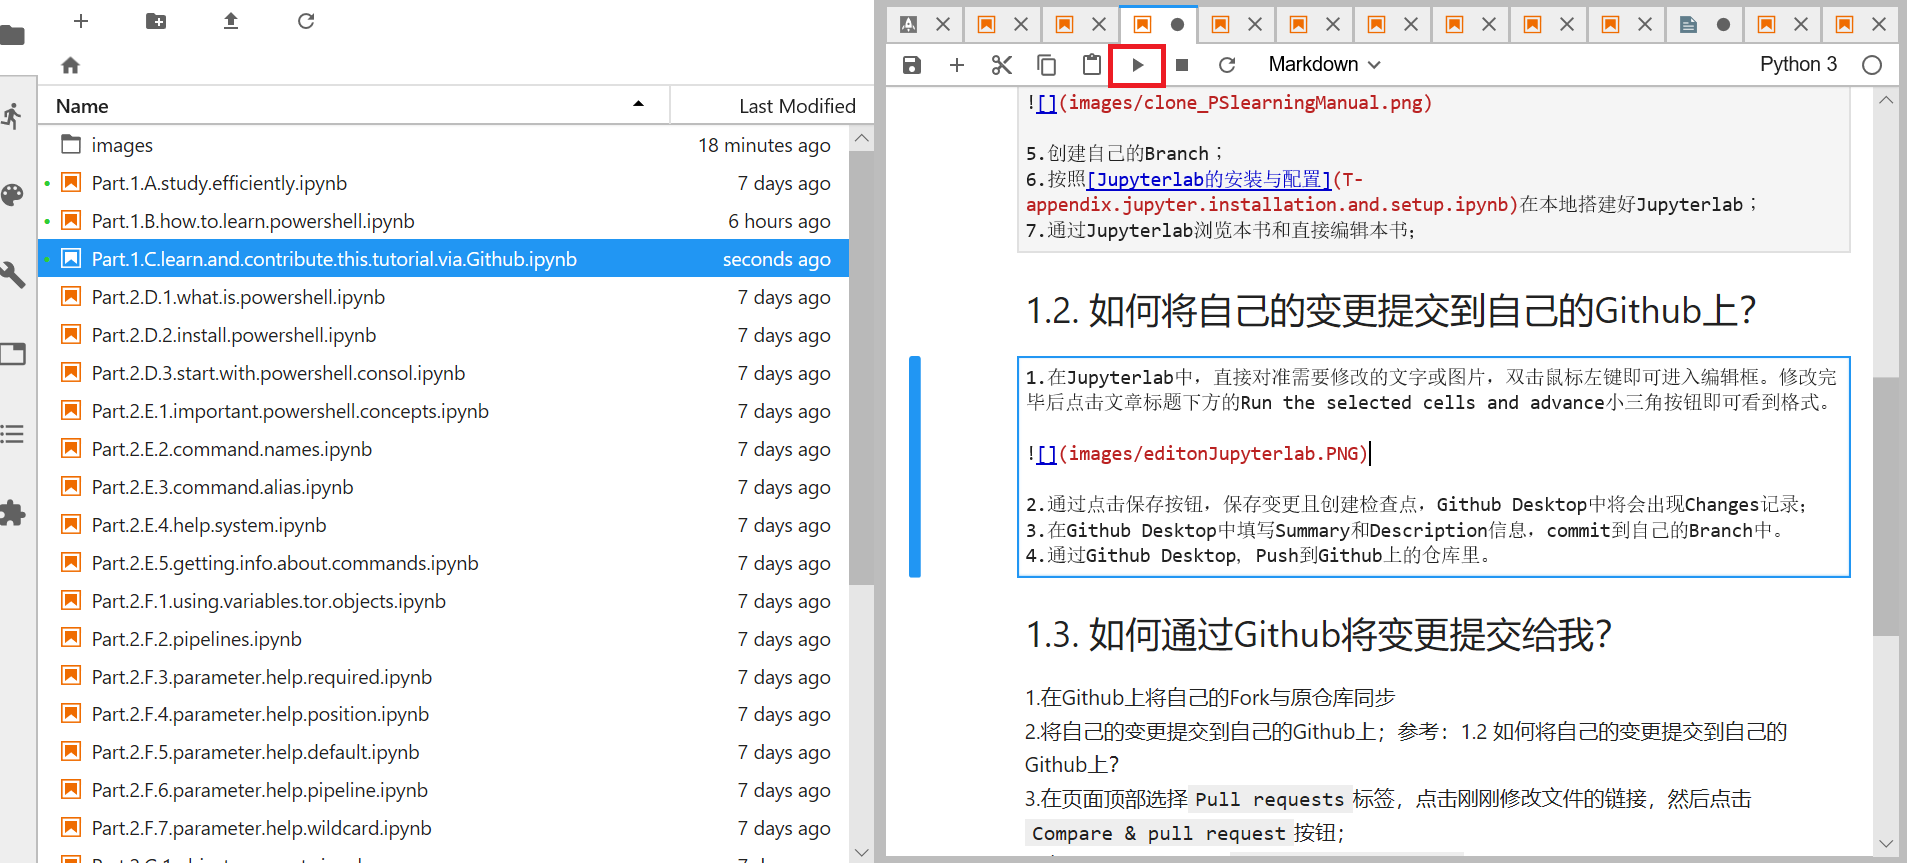 Name
Last Modified
images
18 minutes ago
Part.1.A.study.efficiently.ipynb
7 days ago
Part.1.B.how.to.learn.powershell.ipynb
6 hours ago
Part.1.C.learn.and.contribute.this.tutorial.via.Github.ipynb
seconds ago
Part.2.D.1.what.is.powershell.ipynb
7 days ago
Part.2.D.2.install.powershell.ipynb
7 days ago
Part.2.D.3.start.with.powershell.consol.ipynb
7 days ago
Part.2.E.1.important.powershell.concepts.ipynb
7 days ago
Part.2.E.2.command.names.ipynb
7 days ago
Part.2.E.3.command.alias.ipynb
7 days ago
Part.2.E.4.help.system.ipynb
7 days ago
Part.2.E.5.getting.info.about.commands.ipynb
7 days ago
Part.2.F.1.using.variables.tor.objects.ipynb
7 days ago
Part.2.F.2.pipelines.ipynb
7 days ago
Part.2.F.3.parameter.help.required.ipynb
7 days ago
Part.2.F.4.parameter.help.position.ipynb
7 days ago
Part.2.F.5.parameter.help.default.ipynb
7 days ago
Part.2.F.6.parameter.help.pipeline.ipynb
7 days ago
Part.2.F.7.parameter.help.wildcard.ipynb
7 days ago
Markdown
Python 3
![](images/clone_PSlearningManual.png)
5.创建自己的Branch；
6.按照[Jupyterlab的安装与配置](T-
appendix.jupyter.installation.and.setup.ipynb)在本地搭建好Jupyterlab；
7.通过Jupyterlab浏览本书和直接编辑本书；
1.2. 如何将自己的变更提交到自己的Github上？
1.在Jupyterlab中，直接对准需要修改的文字或图片，双击鼠标左键即可进入编辑框。修改完
毕后点击文章标题下方的Run the selected cells and advance小三角按钮即可看到格式。
![](images/editonJupyterlab.PNG)
2.通过点击保存按钮，保存变更且创建检查点，Github Desktop中将会出现Changes记录；
3.在Github Desktop中填写Summary和Description信息，commit到自己的Branch中。
4.通过Github Desktop，Push到Github上的仓库里。
1.3. 如何通过Github将变更提交给我？
1.在Github上将自己的Fork与原仓库同步
2.将自己的变更提交到自己的Github上；参考：1.2 如何将自己的变更提交到自己的
Github上？
3.在页面顶部选择 Pull requests 标签，点击刚刚修改文件的链接，然后点击
Compare & pull request 按钮；